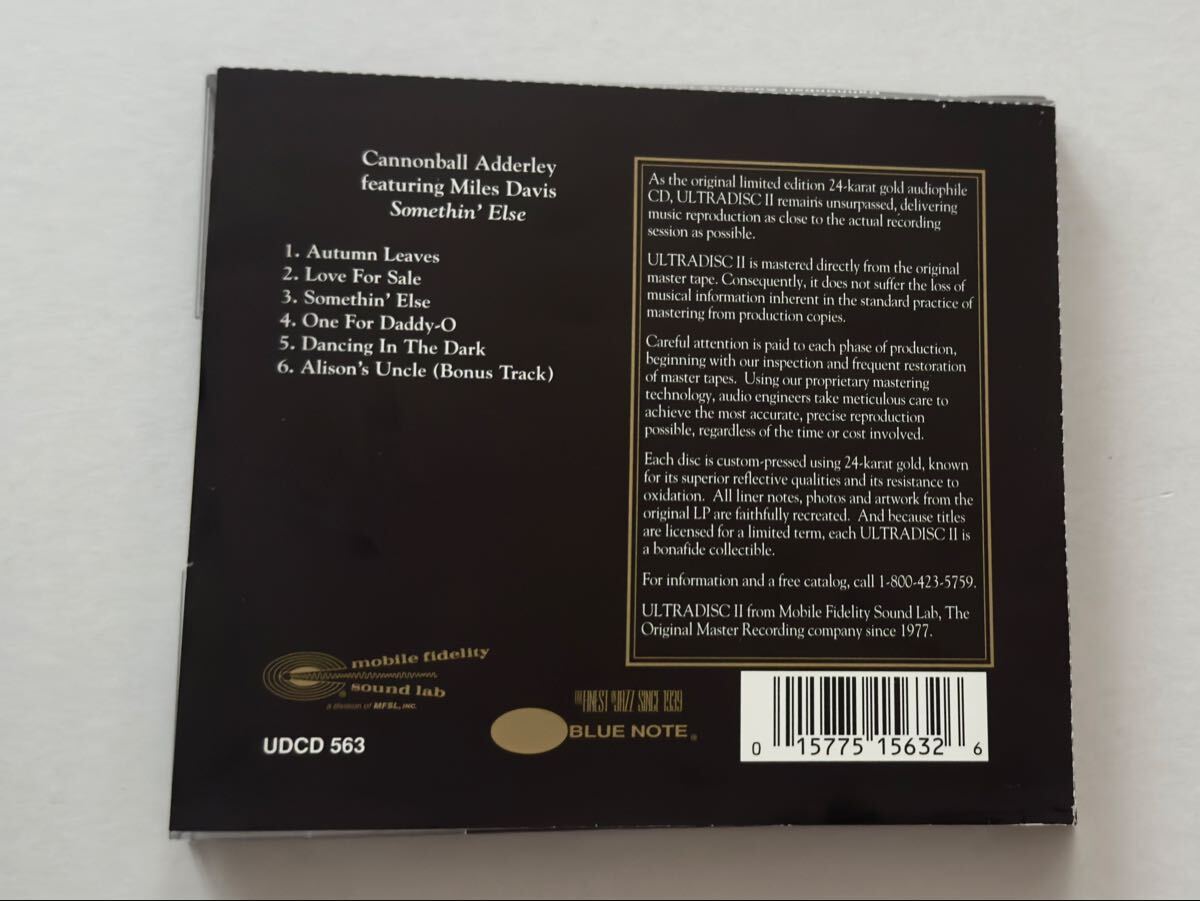 Cannonball Adderley
featuring Miles Davis
Somethin' Else
1. Autumn Leaves
2. Love For Sale
3. Somethin' Else
4. One For Daddy-O
5. Dancing In The Dark
6. Alison's Uncle (Bonus Track)
As the original limited edition 24-karat gold audiophile
CD, ULTRADISC II remains unsurpassed, delivering
music reproduction as close to the actual recording
session as possible.
ULTRADISC II is mastered directly from the original
master tape. Consequently, it does not suffer the loss of
musical information inherent in the standard practice of
mastering from production copies.
Careful attention is paid to each phase of production,
beginning with our inspection and frequent restoration
of master tapes. Using our proprietary mastering
technology, audio engineers take meticulous care to
achieve the most accurate, precise reproduction
possible, regardless of the time or cost involved.
Each disc is custom-pressed using 24-karat gold, known
for its superior reflective qualities and its resistance to
oxidation. All liner notes, photos and artwork from the
original LP are faithfully recreated. And because titles
are licensed for a limited term, each ULTRADISC II is
a bonafide collectible.
For information and a free catalog, call 1-800-423-5759.
ULTRADISC II from Mobile Fidelity Sound Lab, The
Original Master Recording company since 1977.
mobile fidelity
® sound lab
a division of MFSL, INC.
UDCD 563
THE FINEST IN JAZZ SINCE 1939
BLUE NOTE®
0 15775 15632 6